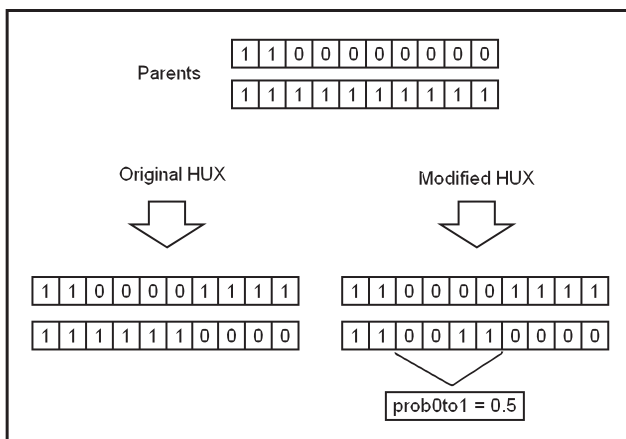 1 1 0 0 0 0 0 0 0 0
Parents
1 1 1 1 1 1 1 1 1 1
Original HUX
Modified HUX
1 1 0 0 0 0 1 1 1 1
1 1 0 0 0 0 1 1 1 1
1 1 1 1 1 1 0 0 0 0
1 1 0 0 1 1 0 0 0 0
prob0to1 = 0.5